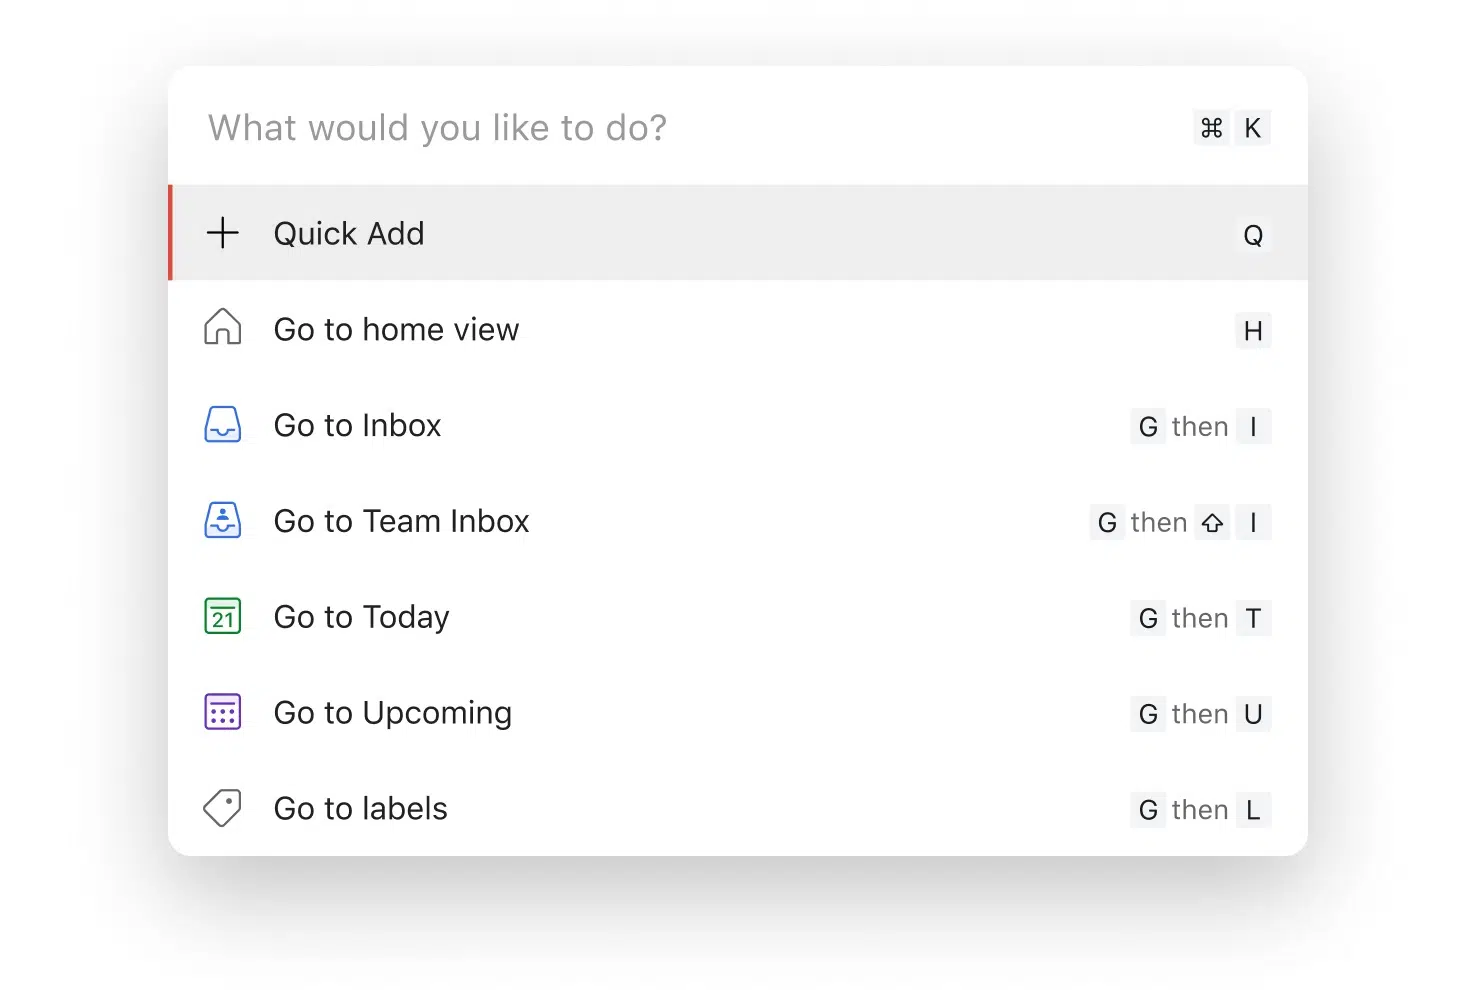 What would you like to do? ⌘ K
Quick Add Q
Go to home view H
Go to Inbox G then I
Go to Team Inbox G then ⇧ I
21 Go to Today G then T
Go to Upcoming G then U
Go to labels G then L